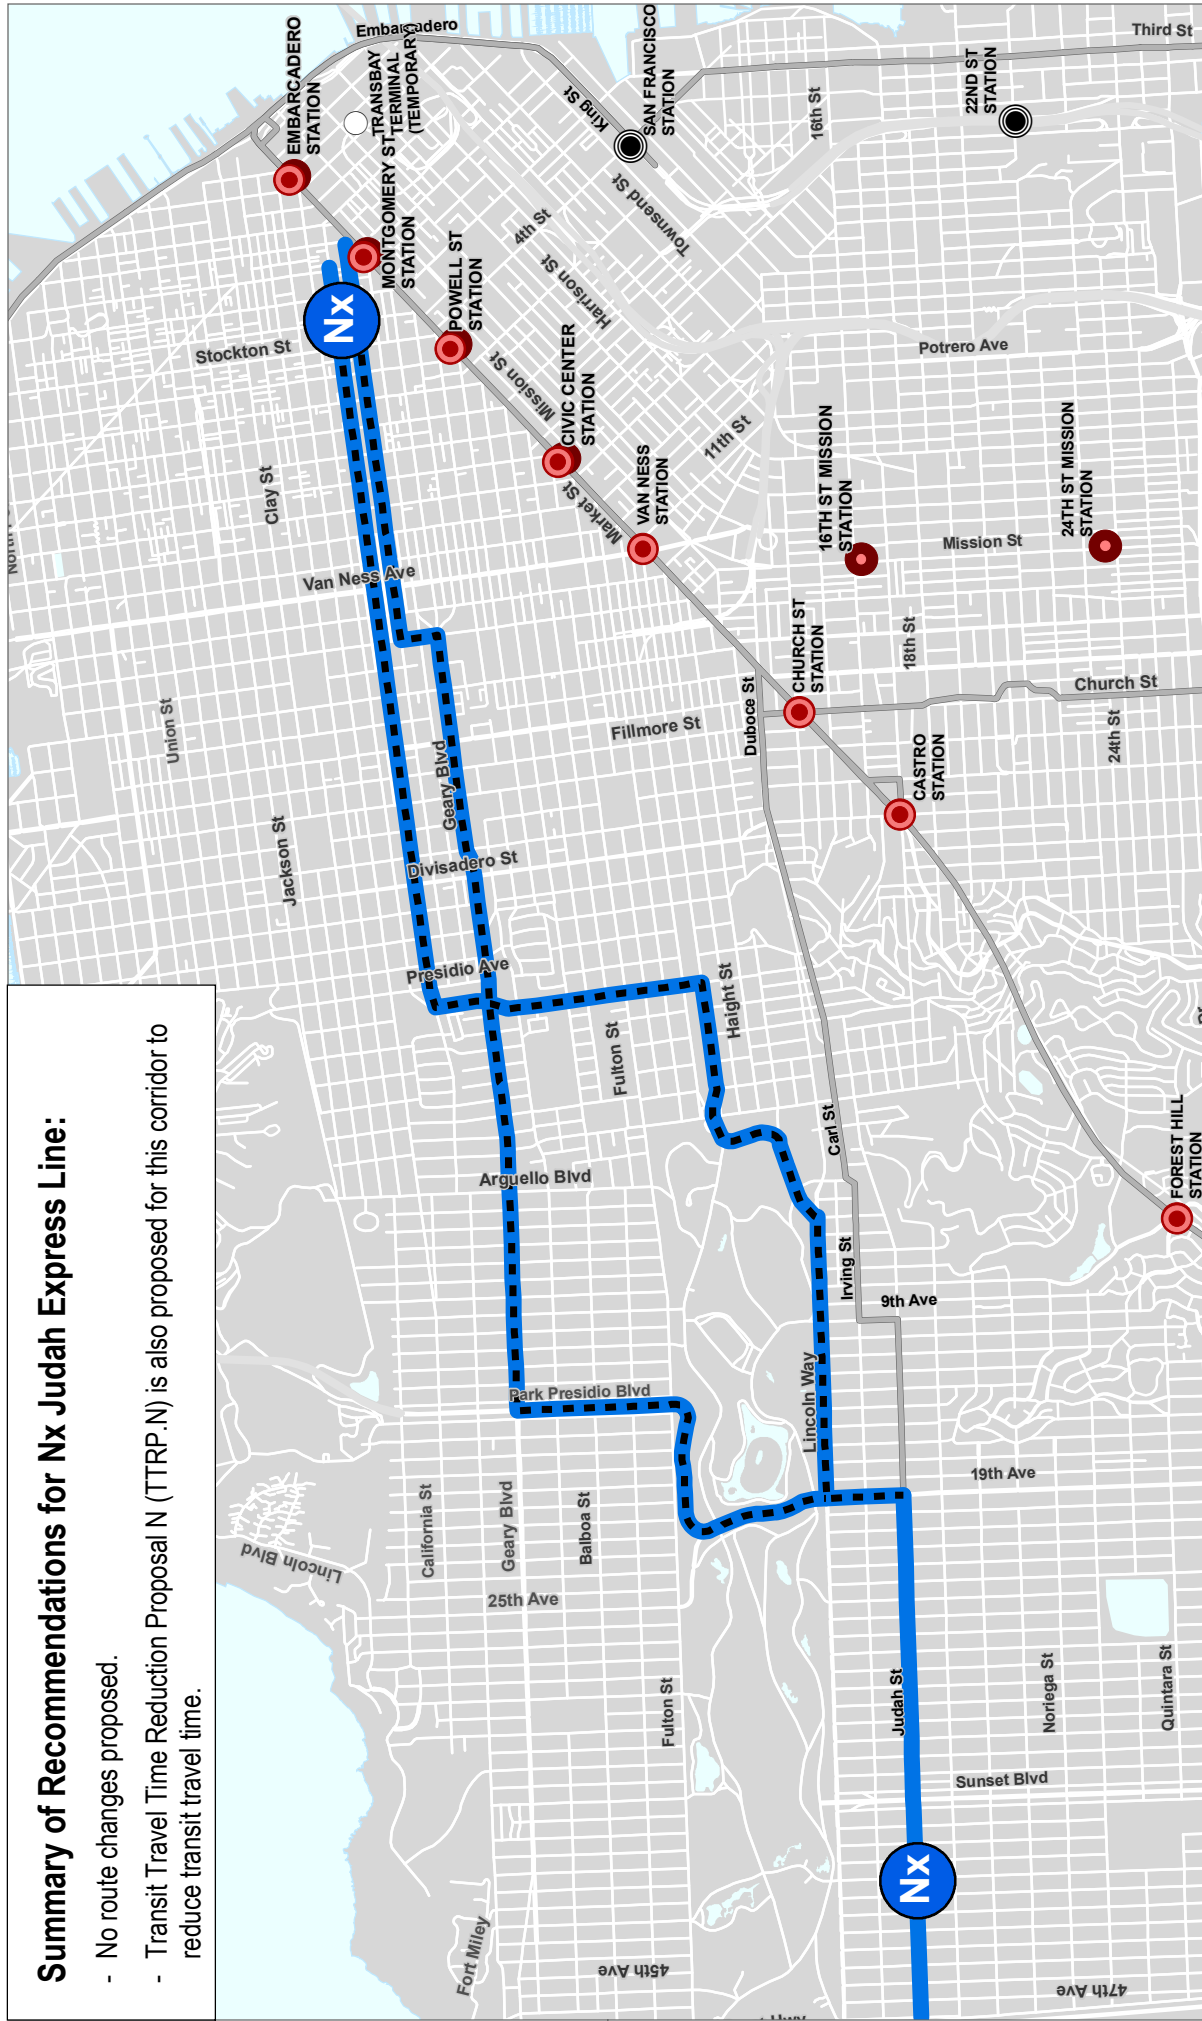 Summary of Recommendations for Nx Judah Express Line:
- No route changes proposed.
- Transit Travel Time Reduction Proposal N (TTRP.N) is also proposed for this corridor to
reduce transit travel time.
Embarcadero
EMBARCADERO
STATION
TRANSBAY
TERMINAL
(TEMPORARY)
MONTGOMERY ST
STATION
POWELL ST
STATION
CIVIC CENTER
STATION
VAN NESS
STATION
CHURCH ST
STATION
CASTRO
STATION
FOREST HILL
STATION
16TH ST MISSION
STATION
24TH ST MISSION
STATION
SAN FRANCISCO
STATION
22ND ST
STATION
Third St
King St
16th St
Townsend St
4th St
Harrison St
Mission St
Market St
11th St
Potrero Ave
Mission St
18th St
Church St
24th St
Duboce St
Stockton St
Clay St
Van Ness Ave
Union St
Jackson St
Geary Blvd
Fillmore St
Divisadero St
Presidio Ave
Haight St
Fulton St
Arguello Blvd
Carl St
Irving St
9th Ave
Lincoln Way
19th Ave
Park Presidio Blvd
California St
Geary Blvd
Balboa St
25th Ave
Lincoln Blvd
Fulton St
Judah St
Noriega St
Quintara St
Sunset Blvd
Fort Miley
45th Ave
47th Ave
Nx
Nx